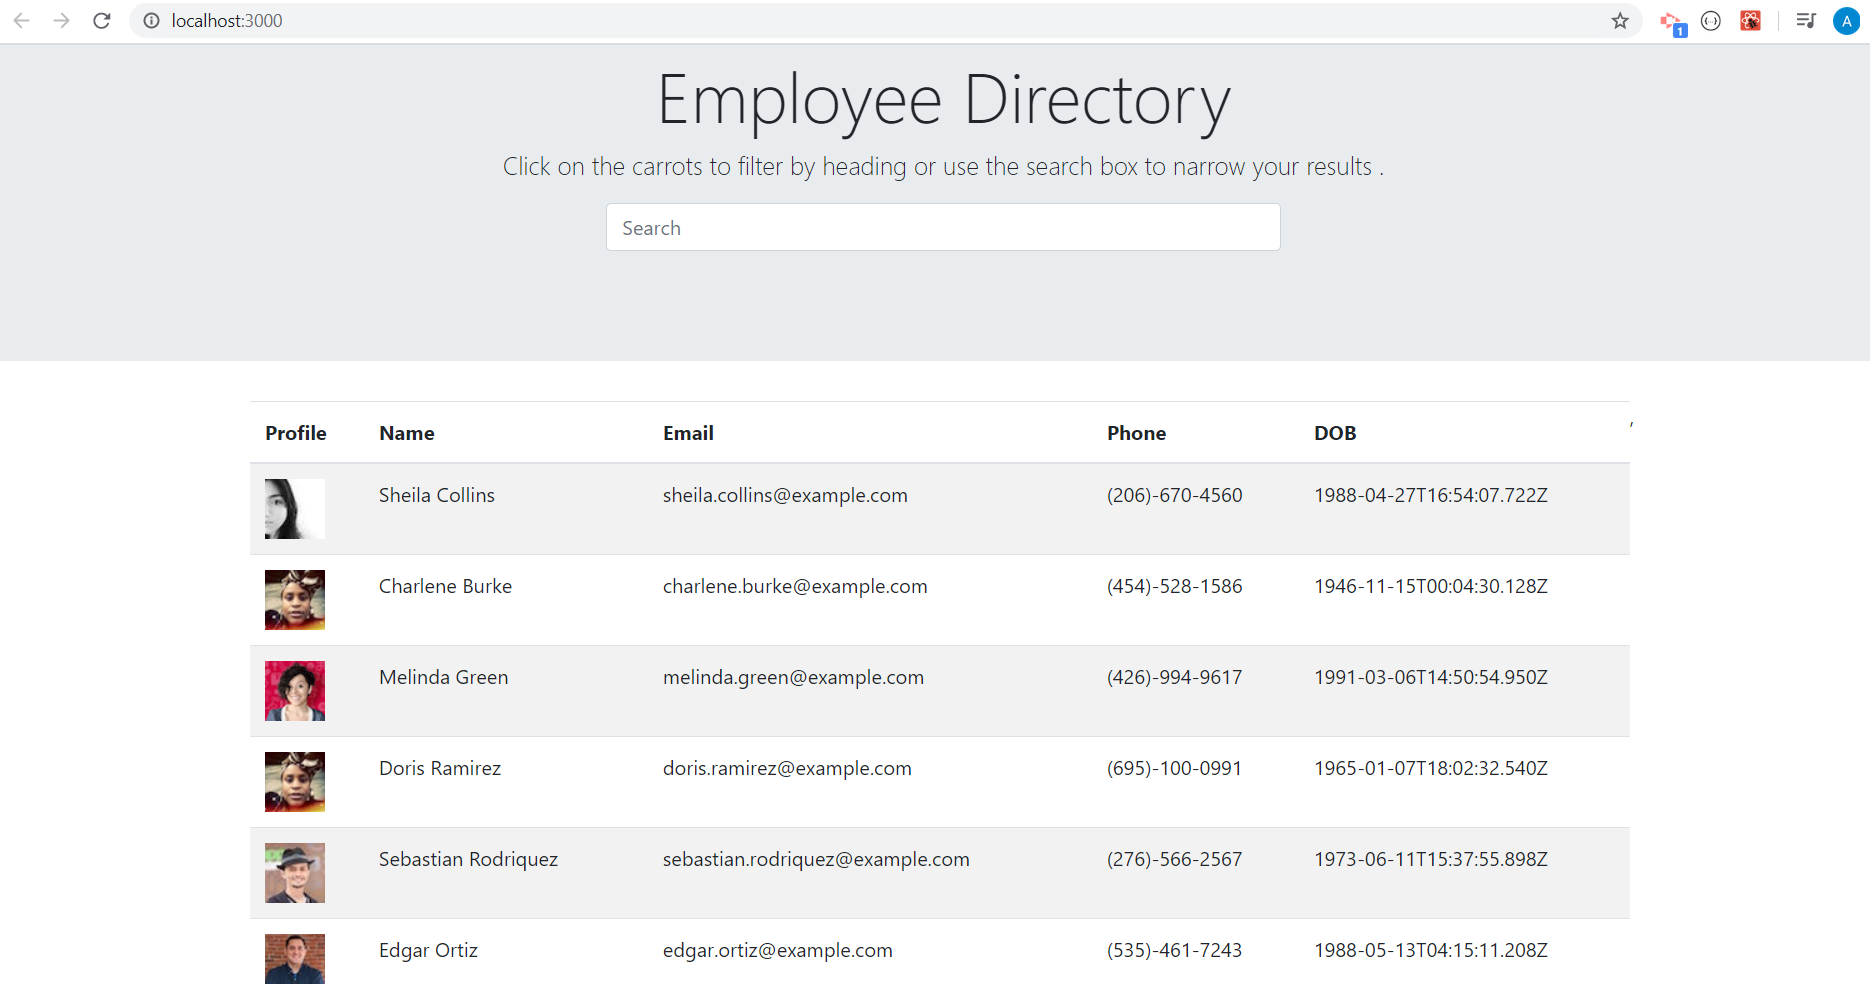 localhost:3000
1
A
Employee Directory
Click on the carrots to filter by heading or use the search box to narrow your results .
Search
Profile Name Email Phone DOB ,
Sheila Collins sheila.collins@example.com (206)-670-4560 1988-04-27T16:54:07.722Z
Charlene Burke charlene.burke@example.com (454)-528-1586 1946-11-15T00:04:30.128Z
Melinda Green melinda.green@example.com (426)-994-9617 1991-03-06T14:50:54.950Z
Doris Ramirez doris.ramirez@example.com (695)-100-0991 1965-01-07T18:02:32.540Z
Sebastian Rodriquez sebastian.rodriquez@example.com (276)-566-2567 1973-06-11T15:37:55.898Z
Edgar Ortiz edgar.ortiz@example.com (535)-461-7243 1988-05-13T04:15:11.208Z